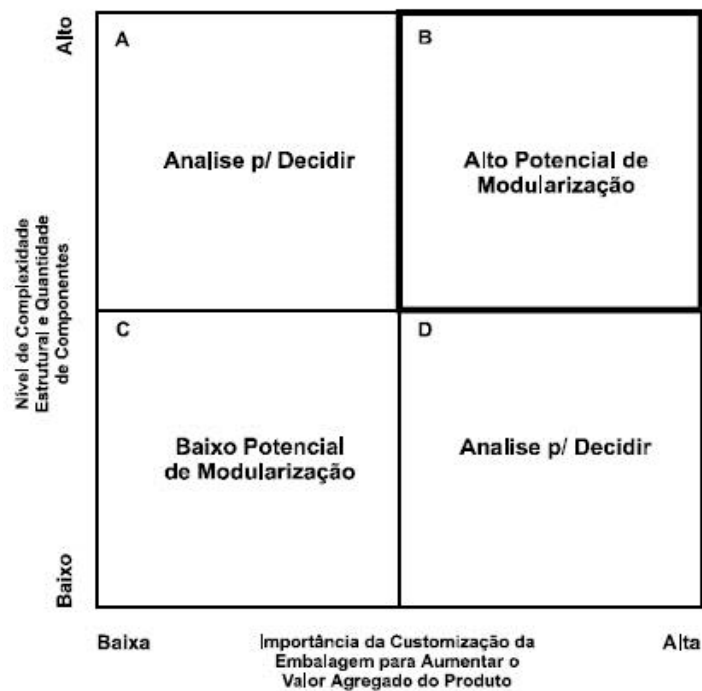 Alto
A
B
Analise p/ Decidir
Alto Potencial de
Modularização
Nível de Complexidade
Estrutural e Quantidade
de Componentes
C
D
Baixo Potencial
de Modularização
Analise p/ Decidir
Baixo
Baixa
Importância da Customização da
Embalagem para Aumentar o
Valor Agregado do Produto
Alta